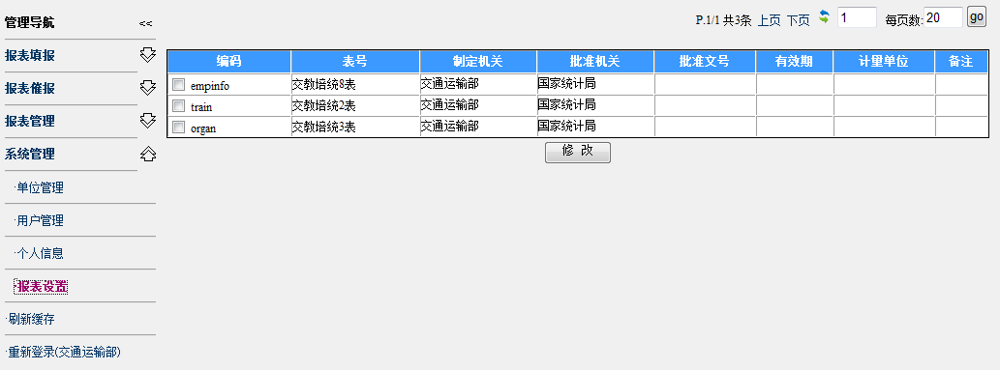 管理导航 <<
报表填报
报表催报
报表管理
系统管理
·单位管理
·用户管理
·个人信息
·报表设置
·刷新缓存
·重新登录(交通运输部)
P.1/1 共3条 上页 下页 1 每页数: 20 go
编码 表号 制定机关 批准机关 批准文号 有效期 计量单位 备注
empinfo 交教培统8表 交通运输部 国家统计局
train 交教培统2表 交通运输部 国家统计局
organ 交教培统3表 交通运输部 国家统计局
修 改